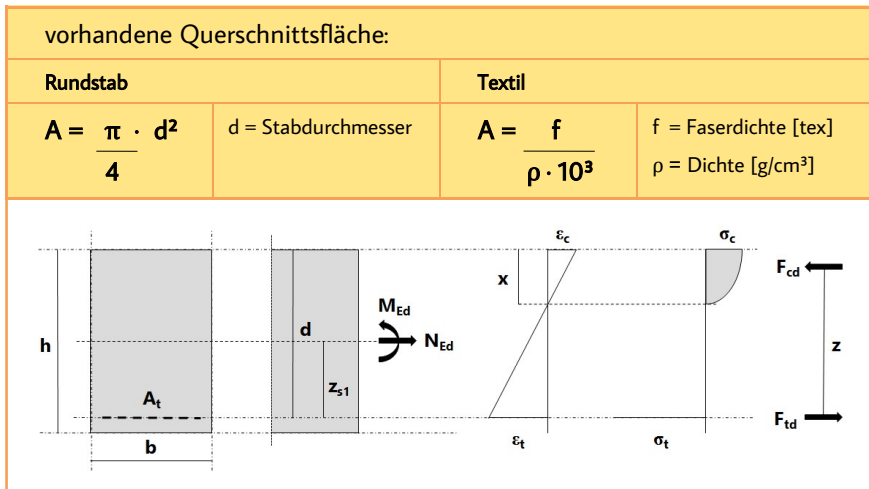 vorhandene Querschnittsfläche:
Rundstab
Textil
A = π · d²
4
d = Stabdurchmesser
A = f
ρ · 10³
f = Faserdichte [tex]
ρ = Dichte [g/cm³]
εc
σc
x
Fcd
MEd
d
NEd
h
z
zs1
At
Ftd
b
εt
σt